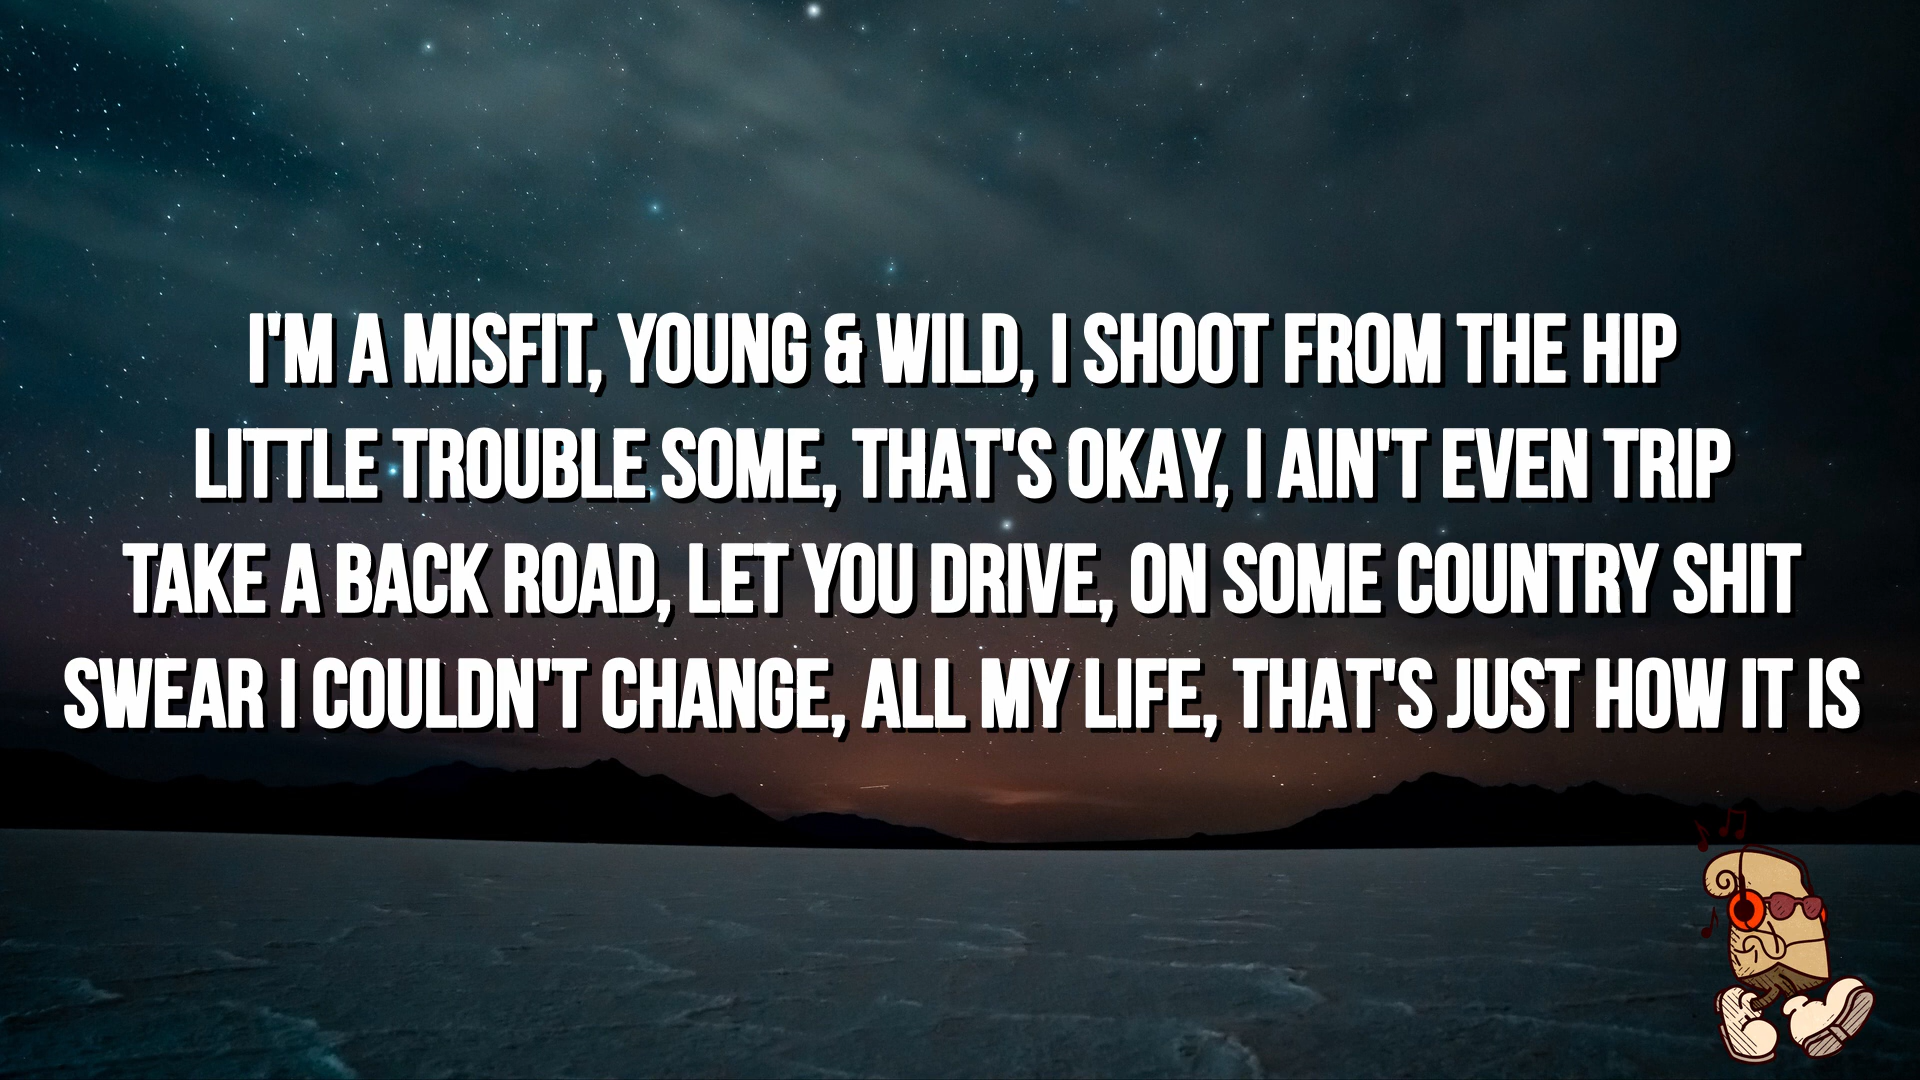 I'M A MISFIT, YOUNG & WILD, I SHOOT FROM THE HIP
LITTLE TROUBLE SOME, THAT'S OKAY, I AIN'T EVEN TRIP
TAKE A BACK ROAD, LET YOU DRIVE, ON SOME COUNTRY SHIT
SWEAR I COULDN'T CHANGE, ALL MY LIFE, THAT'S JUST HOW IT IS